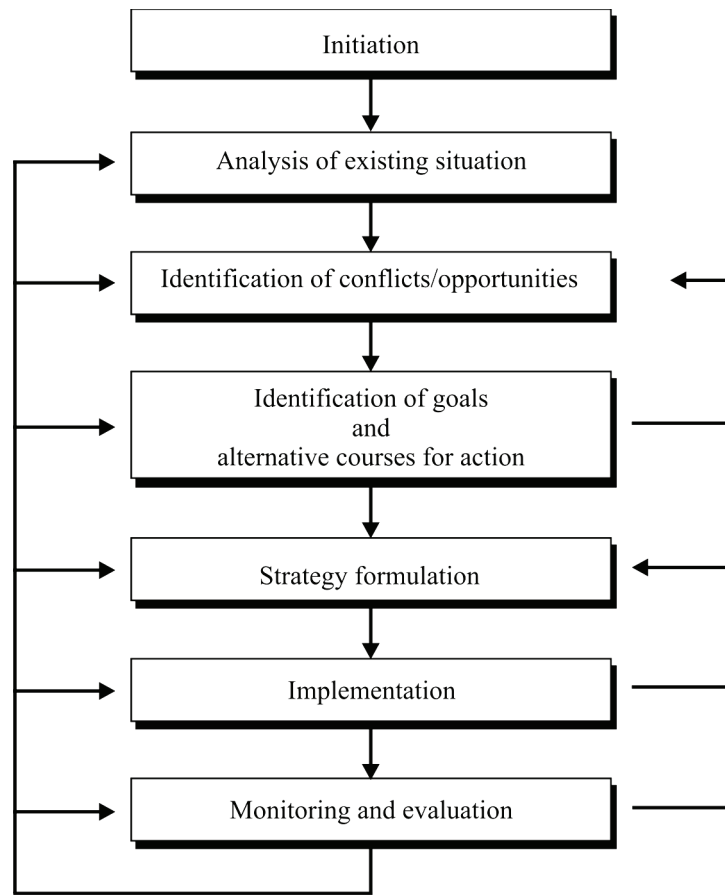 Initiation
Analysis of existing situation
Identification of conflicts/opportunities
Identification of goals
and
alternative courses for action
Strategy formulation
Implementation
Monitoring and evaluation